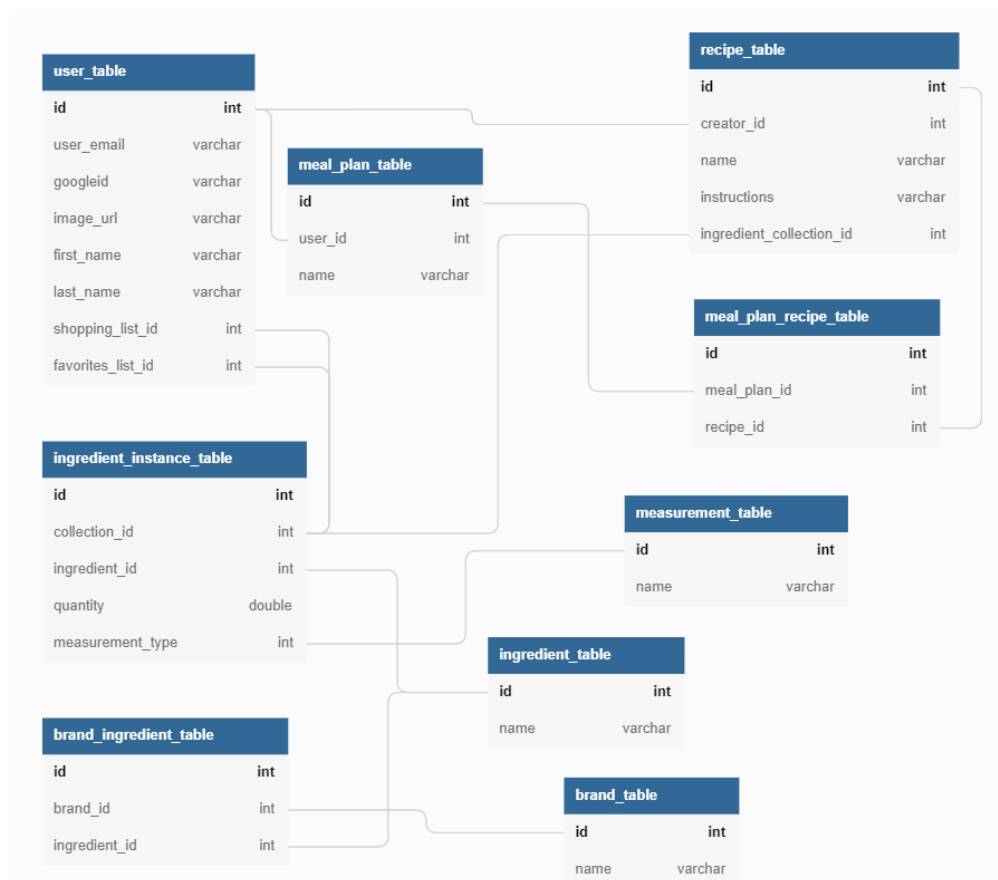 user_table
id int
user_email varchar
googleid varchar
image_url varchar
first_name varchar
last_name varchar
shopping_list_id int
favorites_list_id int
meal_plan_table
id int
user_id int
name varchar
recipe_table
id int
creator_id int
name varchar
instructions varchar
ingredient_collection_id int
meal_plan_recipe_table
id int
meal_plan_id int
recipe_id int
ingredient_instance_table
id int
collection_id int
ingredient_id int
quantity double
measurement_type int
measurement_table
id int
name varchar
ingredient_table
id int
name varchar
brand_ingredient_table
id int
brand_id int
ingredient_id int
brand_table
id int
name varchar